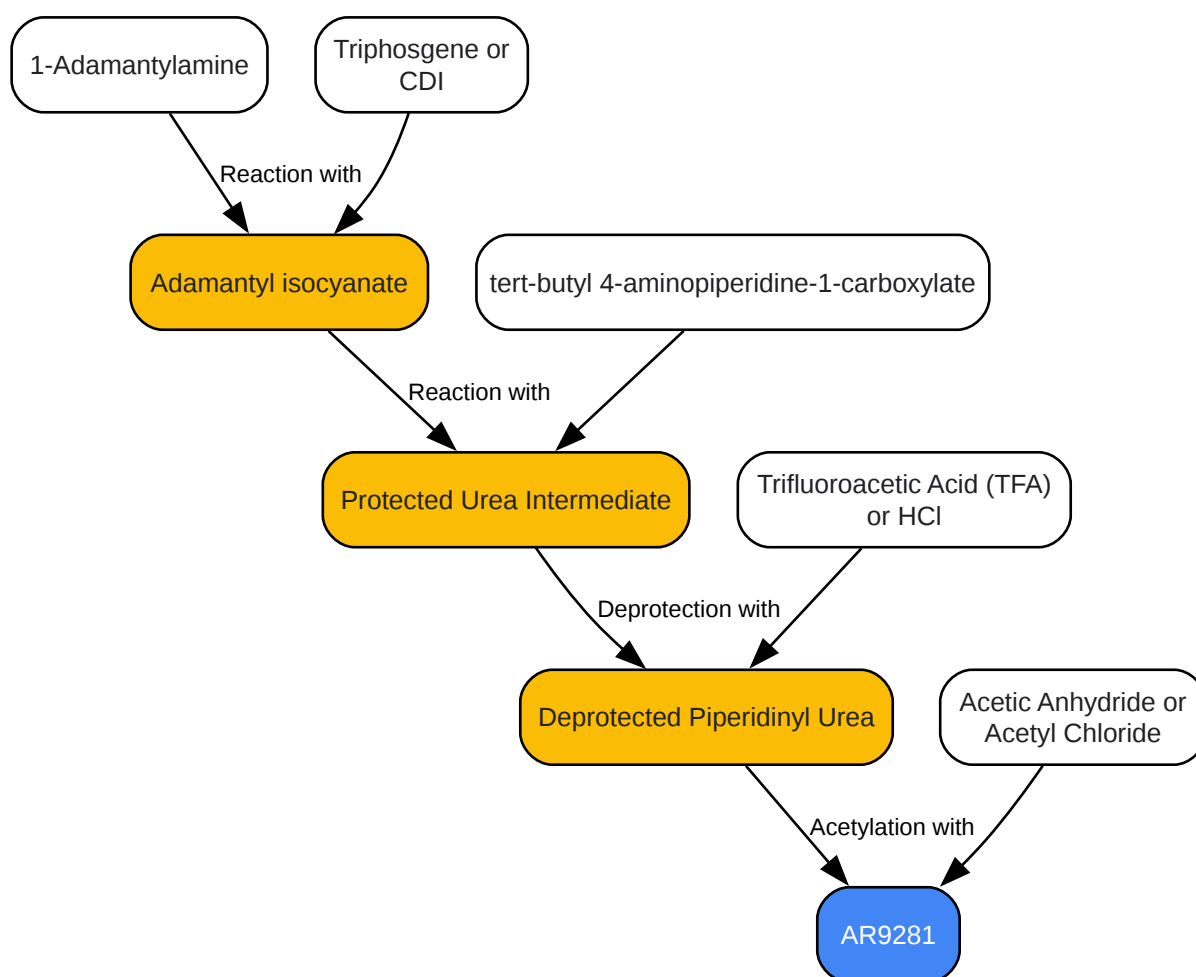 1-Adamantylamine
Triphosgene or
CDI
Reaction with
Adamantyl isocyanate
tert-butyl 4-aminopiperidine-1-carboxylate
Reaction with
Protected Urea Intermediate
Trifluoroacetic Acid (TFA)
or HCl
Deprotection with
Deprotected Piperidinyl Urea
Acetic Anhydride or
Acetyl Chloride
Acetylation with
AR9281